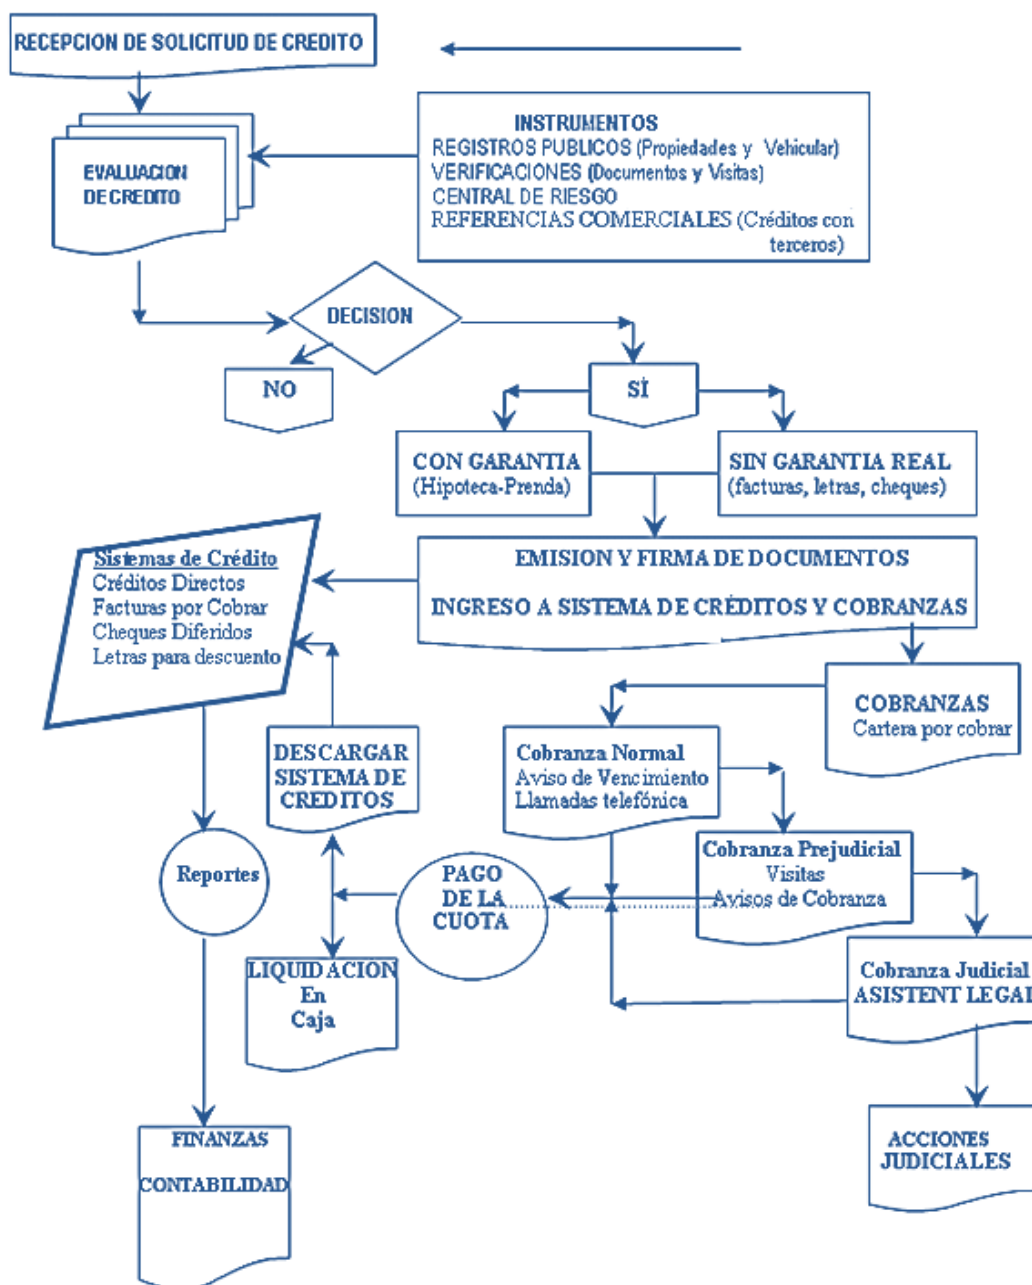 RECEPCION DE SOLICITUD DE CREDITO
INSTRUMENTOS
REGISTROS PUBLICOS (Propiedades y Vehicular)
VERIFICACIONES (Documentos y Visitas)
CENTRAL DE RIESGO
REFERENCIAS COMERCIALES (Créditos con
terceros)
EVALUACION
DE CREDITO
DECISION
NO
SÍ
CON GARANTIA
(Hipoteca-Prenda)
SIN GARANTIA REAL
(facturas, letras, cheques)
EMISION Y FIRMA DE DOCUMENTOS
INGRESO A SISTEMA DE CRÉDITOS Y COBRANZAS
Sistemas de Crédito
Créditos Directos
Facturas por Cobrar
Cheques Diferidos
Letras para descuento
COBRANZAS
Cartera por cobrar
DESCARGAR
SISTEMA DE
CREDITOS
Cobranza Normal
Aviso de Vencimiento
Llamadas telefónica
Cobranza Prejudicial
Visitas
Avisos de Cobranza
Reportes
PAGO
DE LA
CUOTA
LIQUIDACION
En
Caja
Cobranza Judicial
ASISTENT LEGAL
FINANZAS
CONTABILIDAD
ACCIONES
JUDICIALES